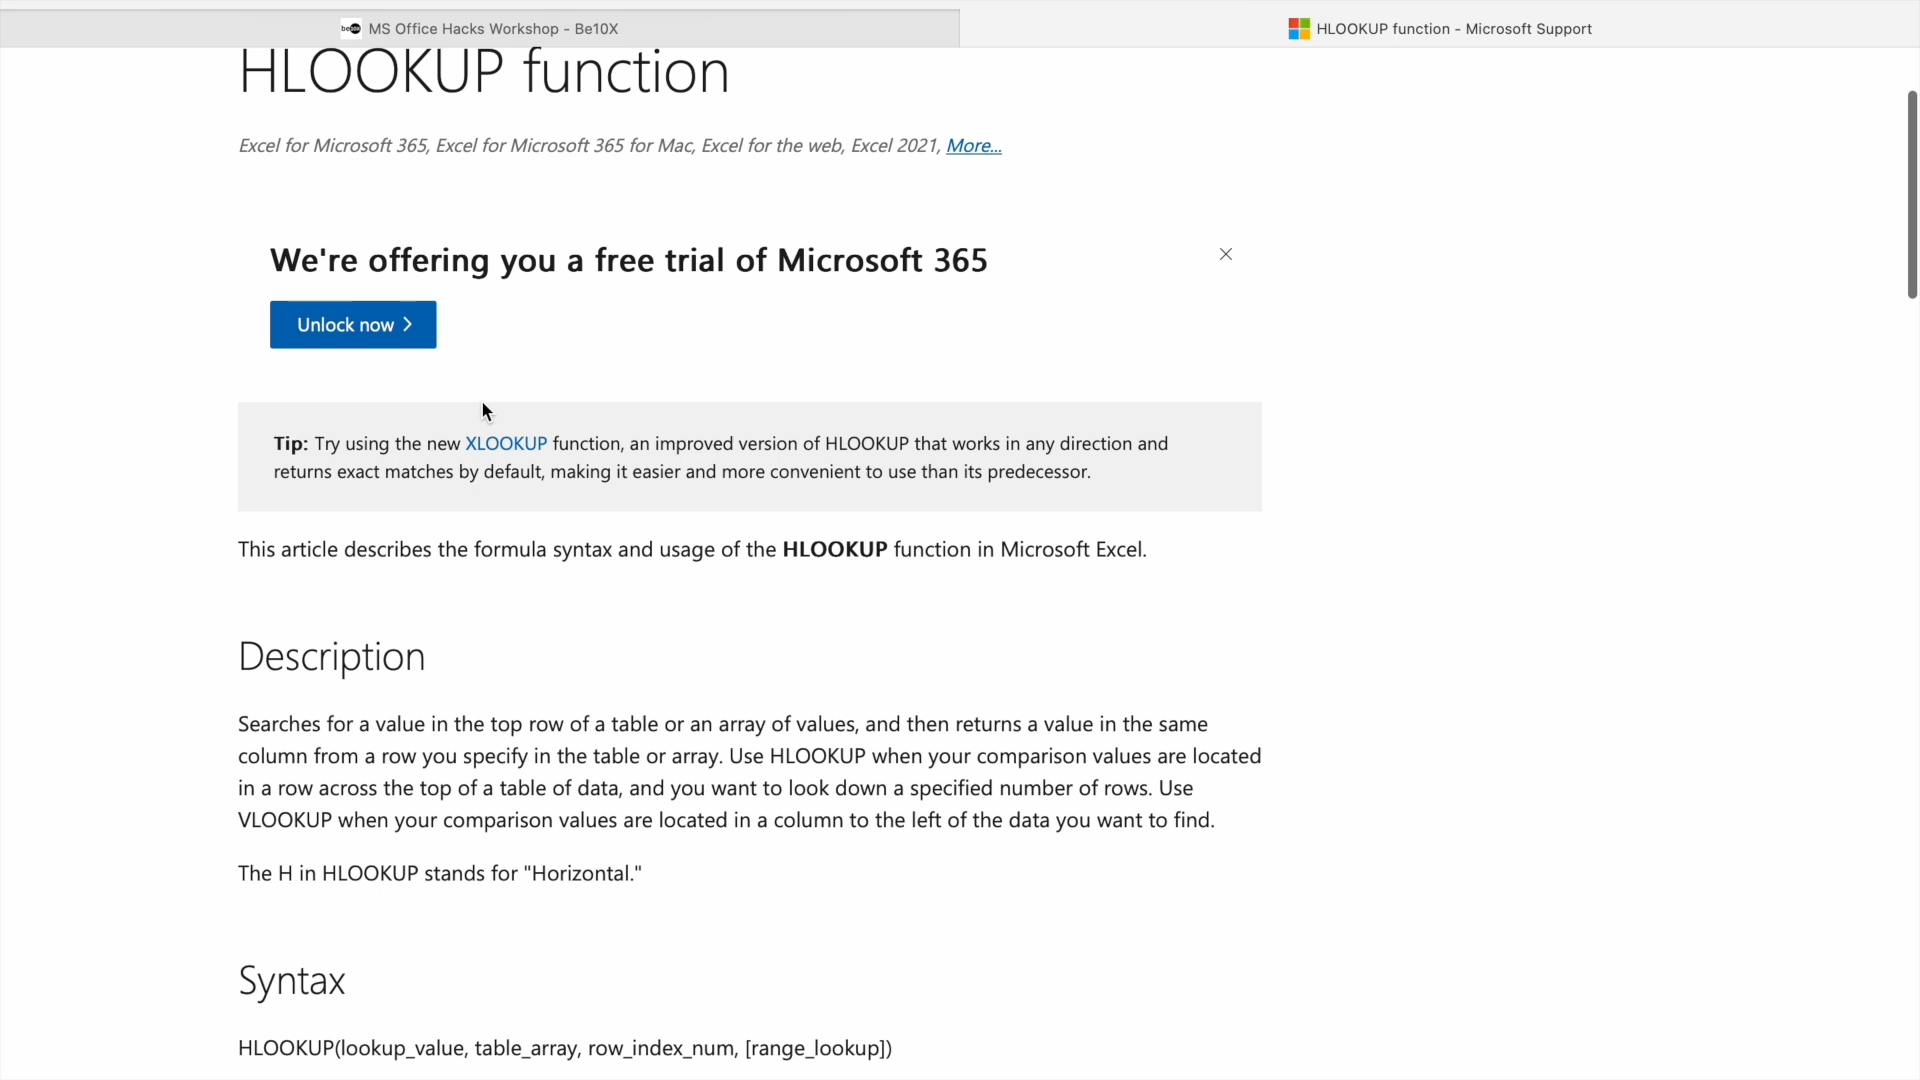 be10x MS Office Hacks Workshop - Be10X
HLOOKUP function - Microsoft Support
HLOOKUP function
Excel for Microsoft 365, Excel for Microsoft 365 for Mac, Excel for the web, Excel 2021, More...
We're offering you a free trial of Microsoft 365
Unlock now
Tip: Try using the new XLOOKUP function, an improved version of HLOOKUP that works in any direction and
returns exact matches by default, making it easier and more convenient to use than its predecessor.
This article describes the formula syntax and usage of the HLOOKUP function in Microsoft Excel.
Description
Searches for a value in the top row of a table or an array of values, and then returns a value in the same
column from a row you specify in the table or array. Use HLOOKUP when your comparison values are located
in a row across the top of a table of data, and you want to look down a specified number of rows. Use
VLOOKUP when your comparison values are located in a column to the left of the data you want to find.
The H in HLOOKUP stands for "Horizontal."
Syntax
HLOOKUP(lookup_value, table_array, row_index_num, [range_lookup])